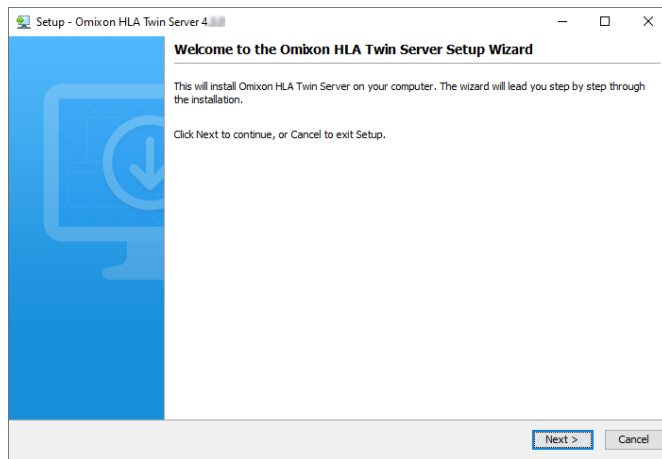 Setup - Omixon HLA Twin Server 4.
Welcome to the Omixon HLA Twin Server Setup Wizard
This will install Omixon HLA Twin Server on your computer. The wizard will lead you step by step through
the installation.
Click Next to continue, or Cancel to exit Setup.
Next >
Cancel